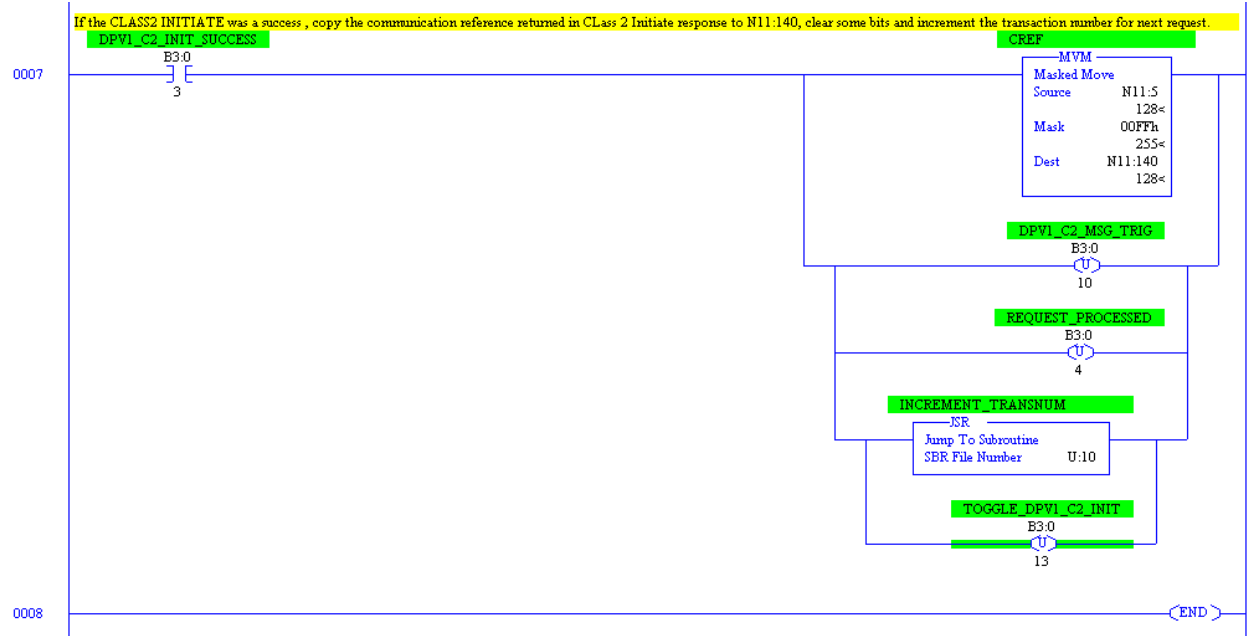 If the CLASS2 INITIATE was a success , copy the communication reference returned in CLass 2 Initiate response to N11:140, clear some bits and increment the transaction number for next request.
DPV1_C2_INIT_SUCCESS
B3:0
3
0007
CREF
MVM
Masked Move
Source N11:5
128<
Mask 00FFh
255<
Dest N11:140
128<
DPV1_C2_MSG_TRIG
B3:0
U
10
REQUEST_PROCESSED
B3:0
U
4
INCREMENT_TRANSNUM
JSR
Jump To Subroutine
SBR File Number U:10
TOGGLE_DPV1_C2_INIT
B3:0
U
13
0008
END